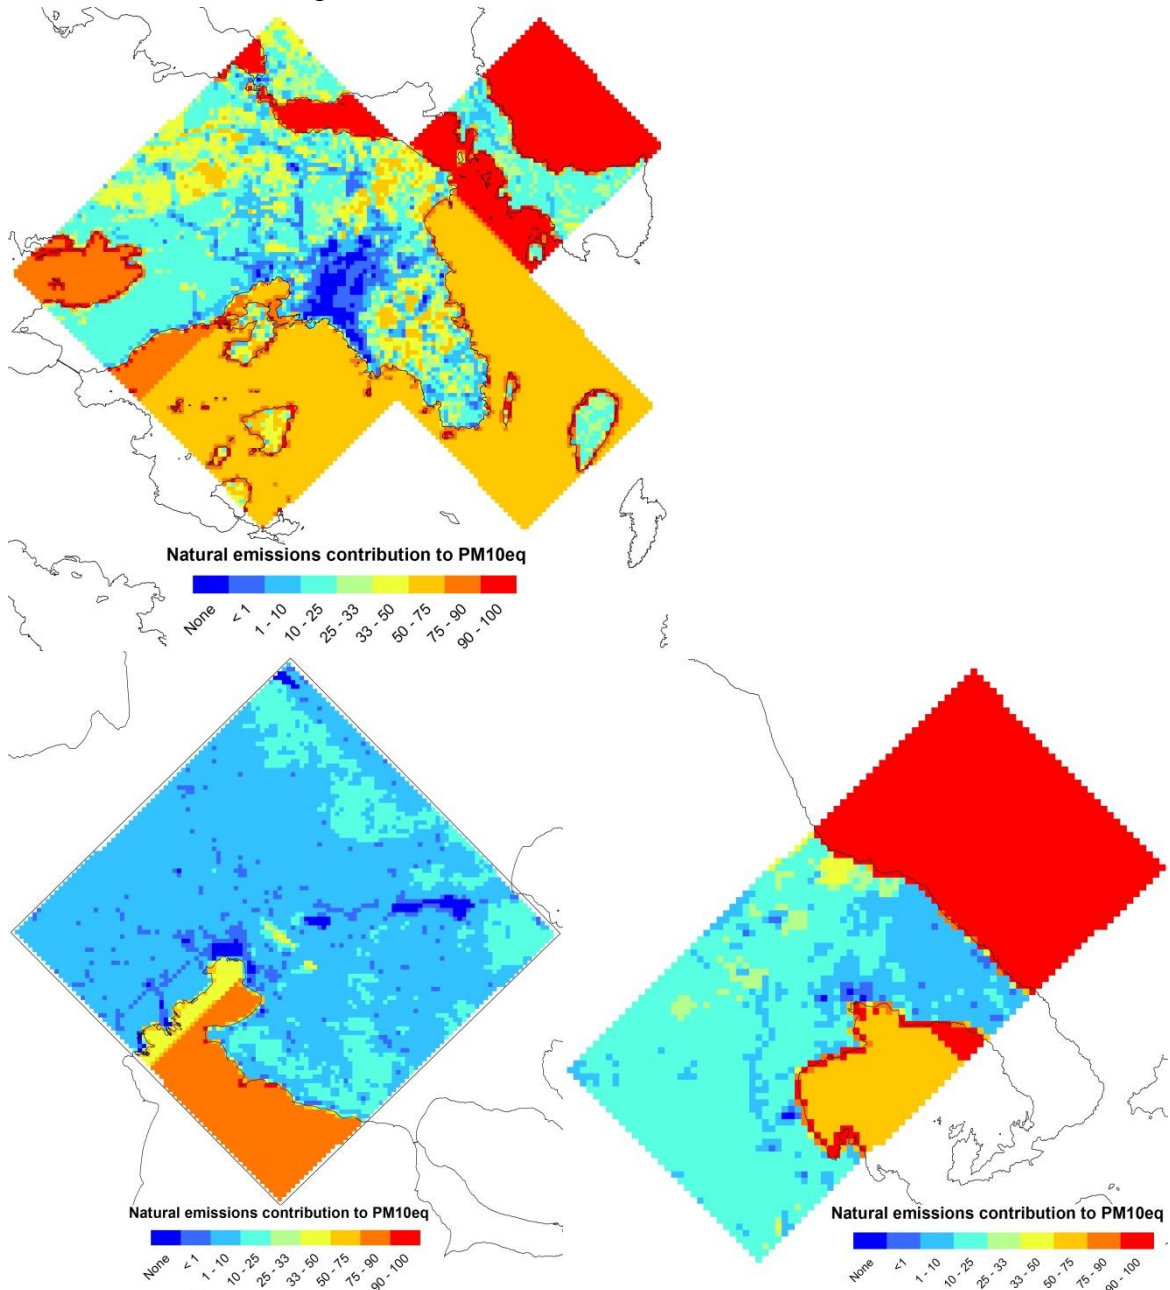 Natural emissions contribution to PM10eq
None < 1 1 - 10 10 - 25 25 - 33 33 - 50 50 - 75 75 - 90 90 - 100
Natural emissions contribution to PM10eq
None <1 1 - 10 10 - 25 25 - 33 33 - 50 50 - 75 75 - 90 90 - 100
Natural emissions contribution to PM10eq
None <1 1 - 10 10 - 25 25 - 33 33 - 50 50 - 75 75 - 90 90 - 100